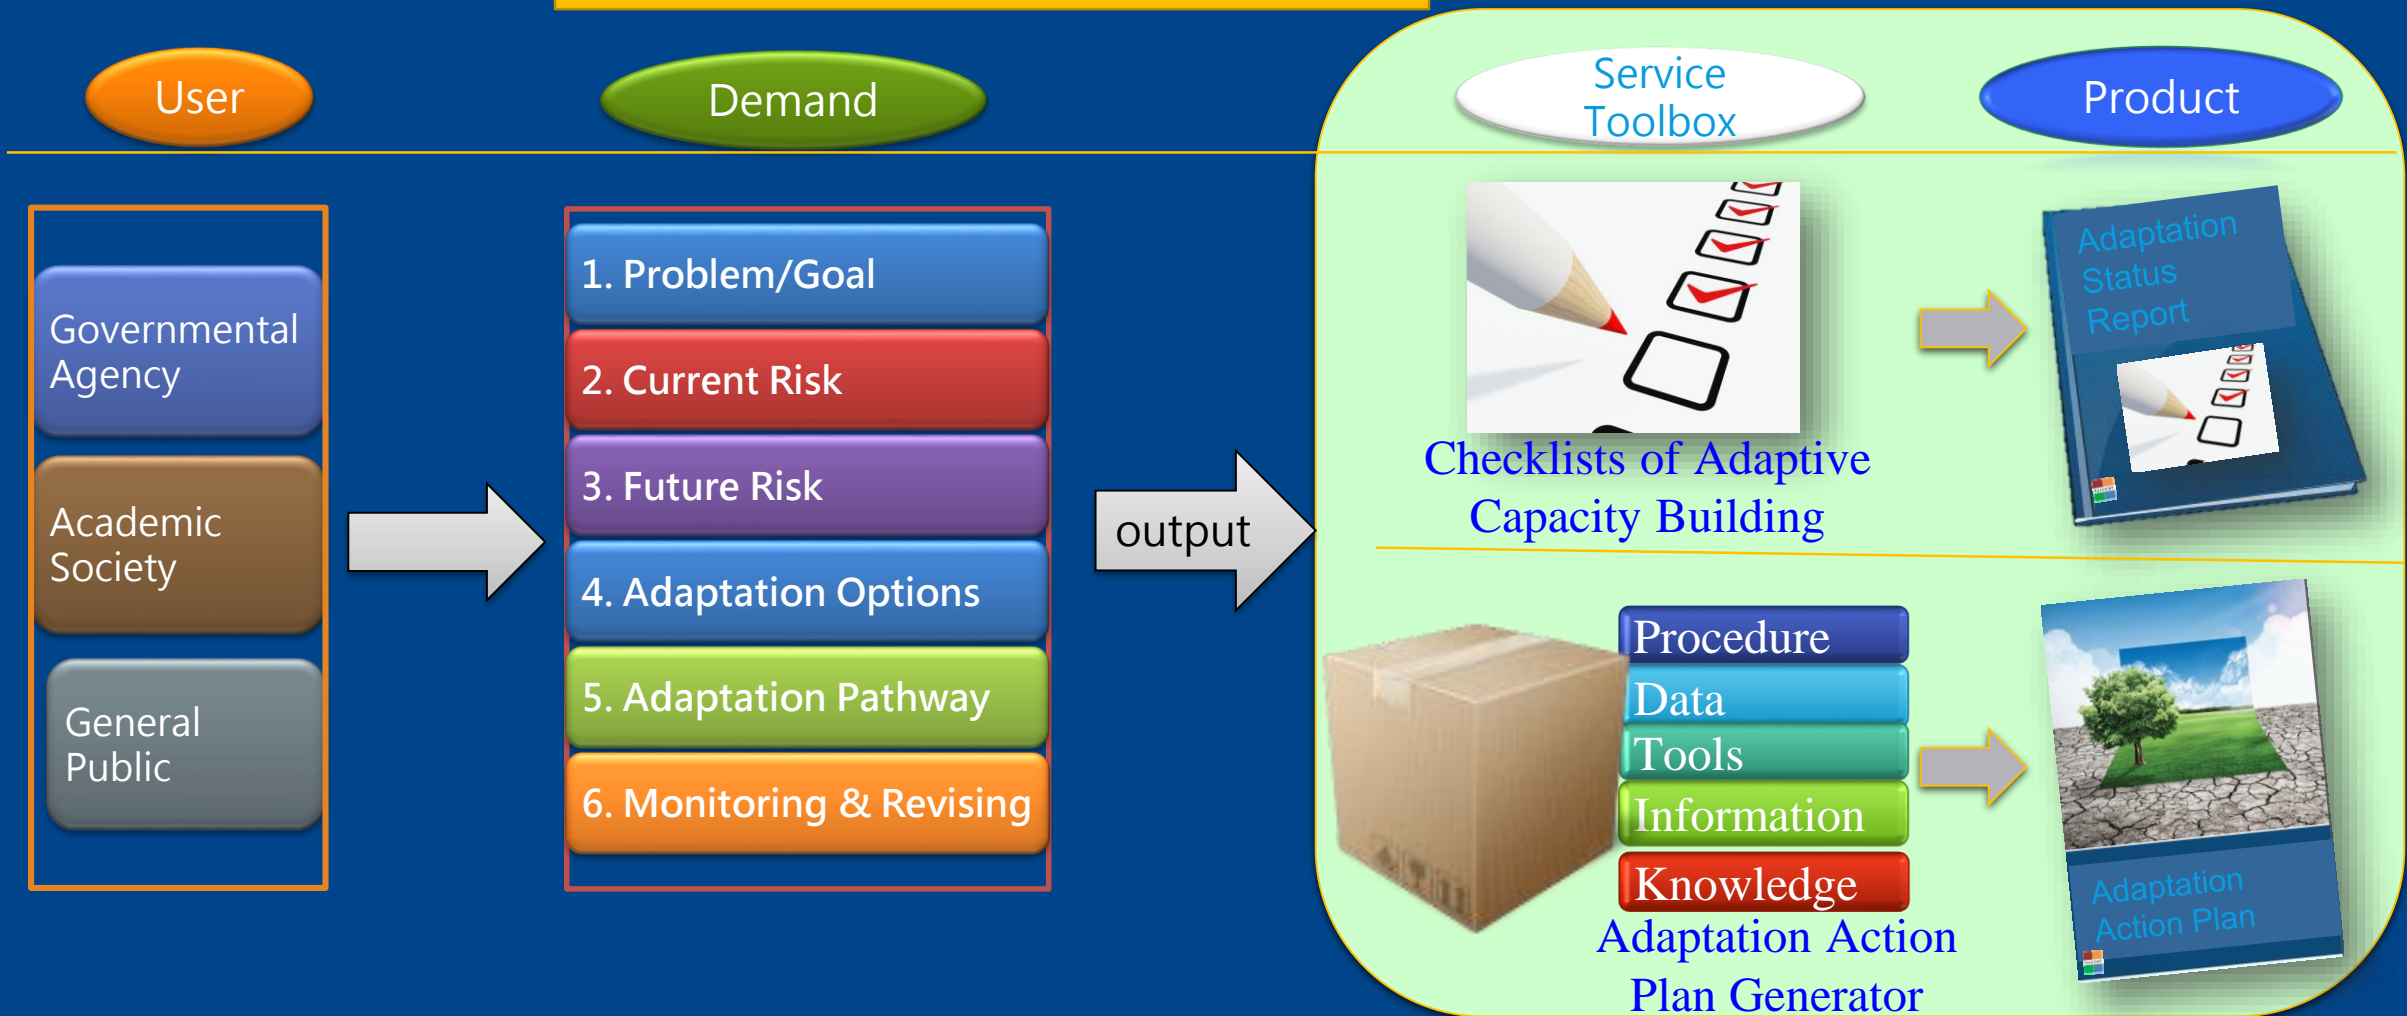 User
Demand
Service
Toolbox
Product
Governmental
Agency
Academic
Society
General
Public
1. Problem/Goal
2. Current Risk
3. Future Risk
4. Adaptation Options
5. Adaptation Pathway
6. Monitoring & Revising
output
Checklists of Adaptive
Capacity Building
Adaptation
Status
Report
Procedure
Data
Tools
Information
Knowledge
Adaptation Action
Plan Generator
Adaptation
Action Plan